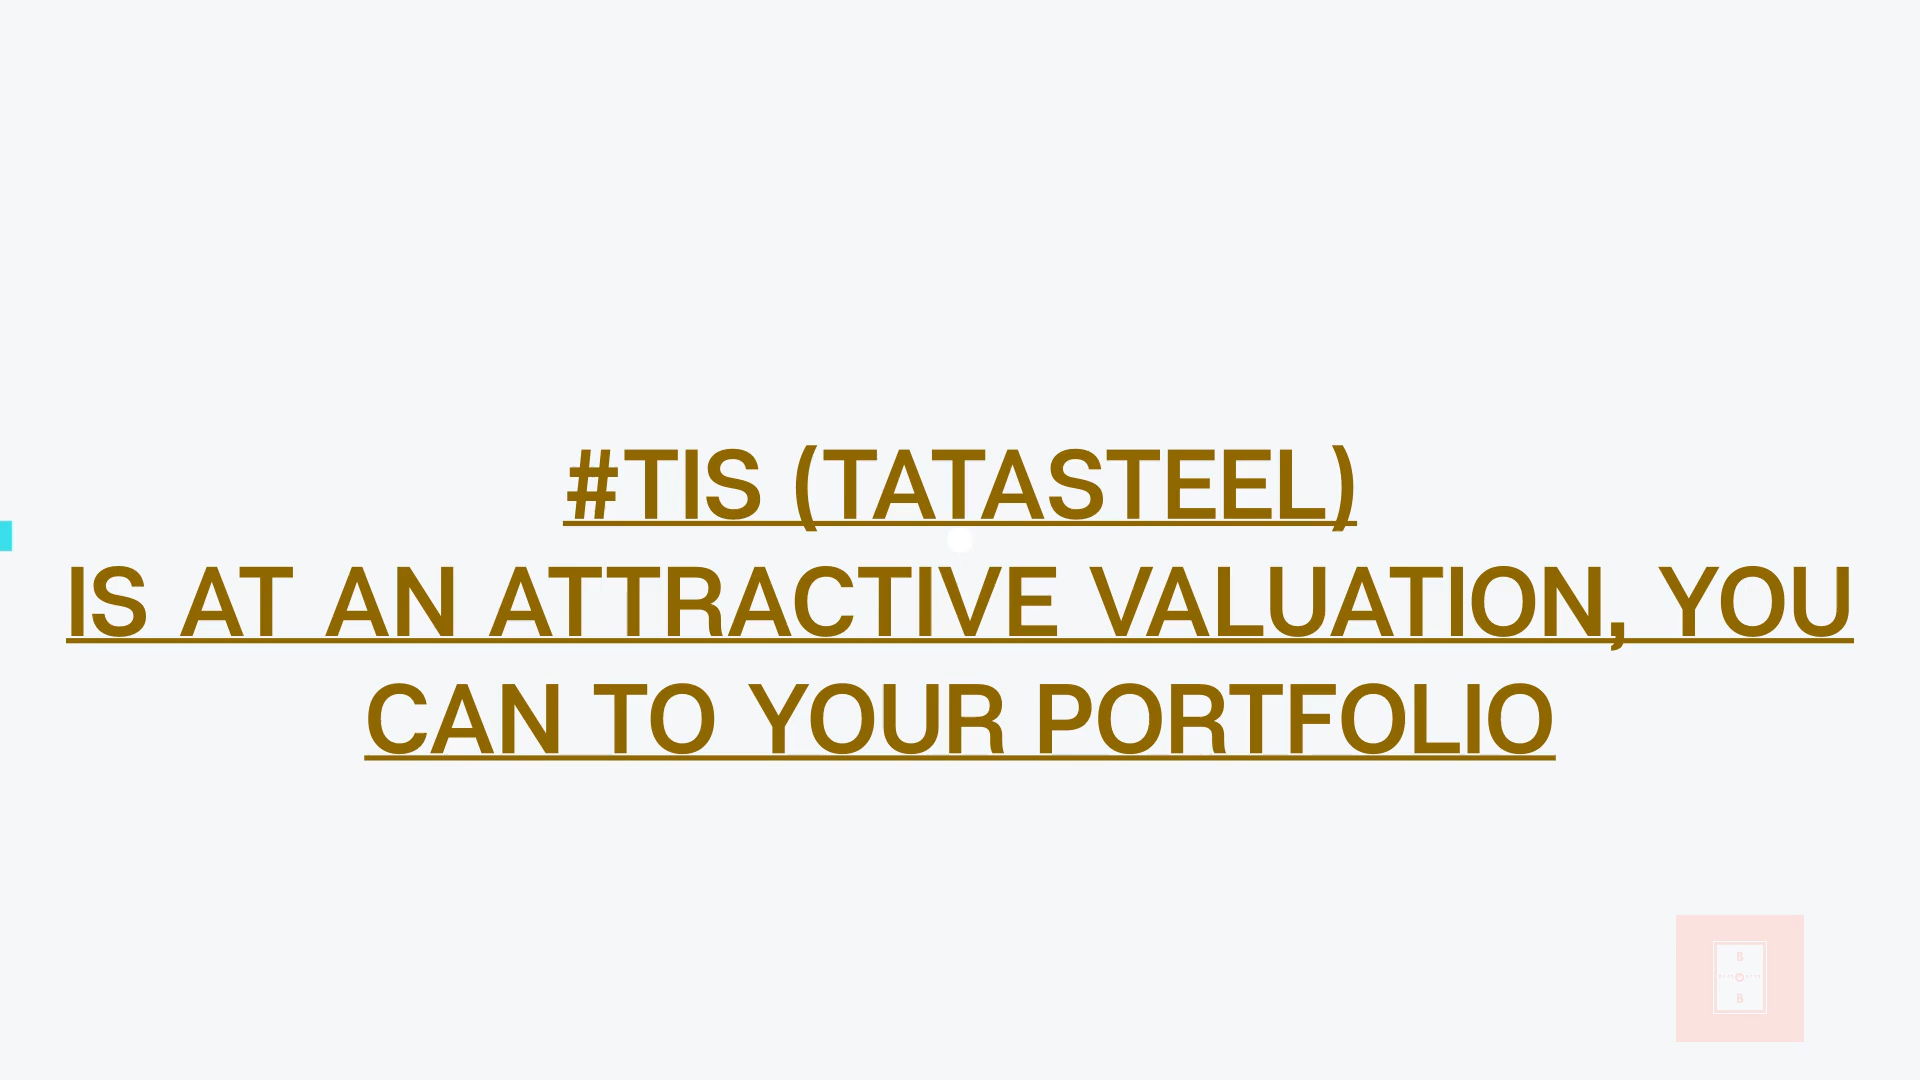 #TIS (TATASTEEL)
IS AT AN ATTRACTIVE VALUATION, YOU
CAN TO YOUR PORTFOLIO
B
O
B